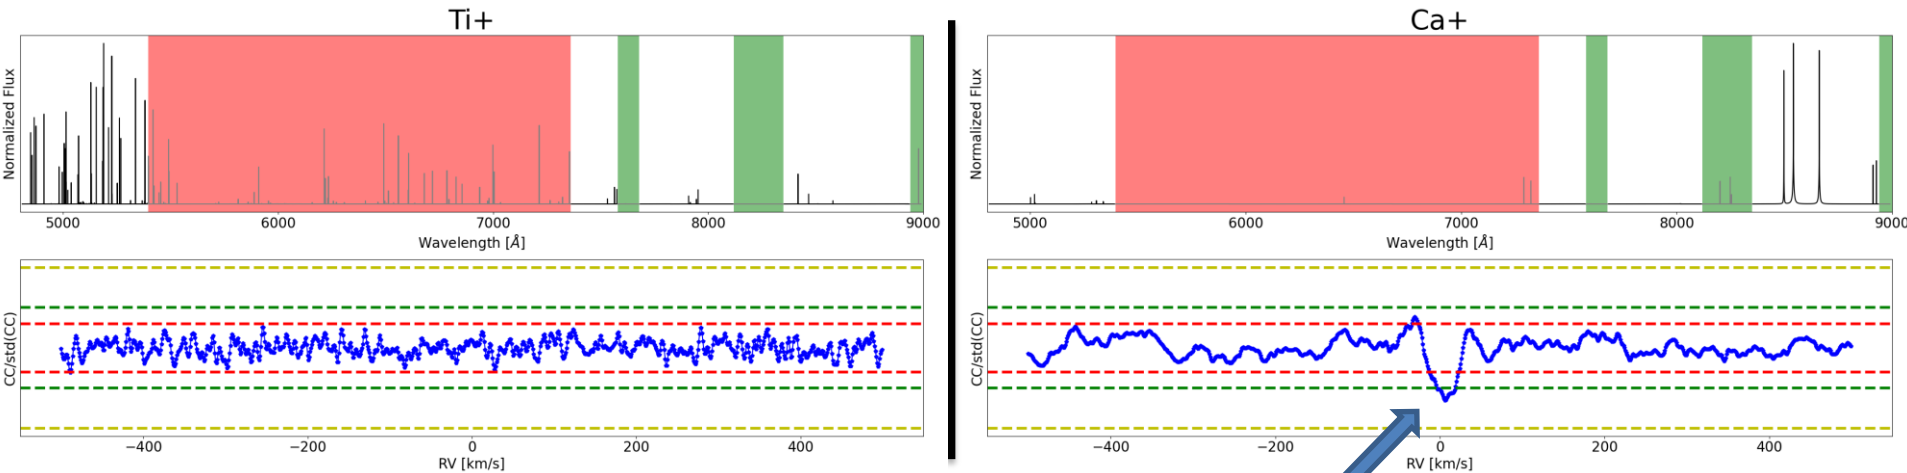 Ti+
Normalized Flux
5000 6000 7000 8000 9000
Wavelength [Å]
CC/std(CC)
−400 −200 0 200 400
RV [km/s]
Ca+
Normalized Flux
5000 6000 7000 8000 9000
Wavelength [Å]
CC/std(CC)
−400 −200 0 200 400
RV [km/s]